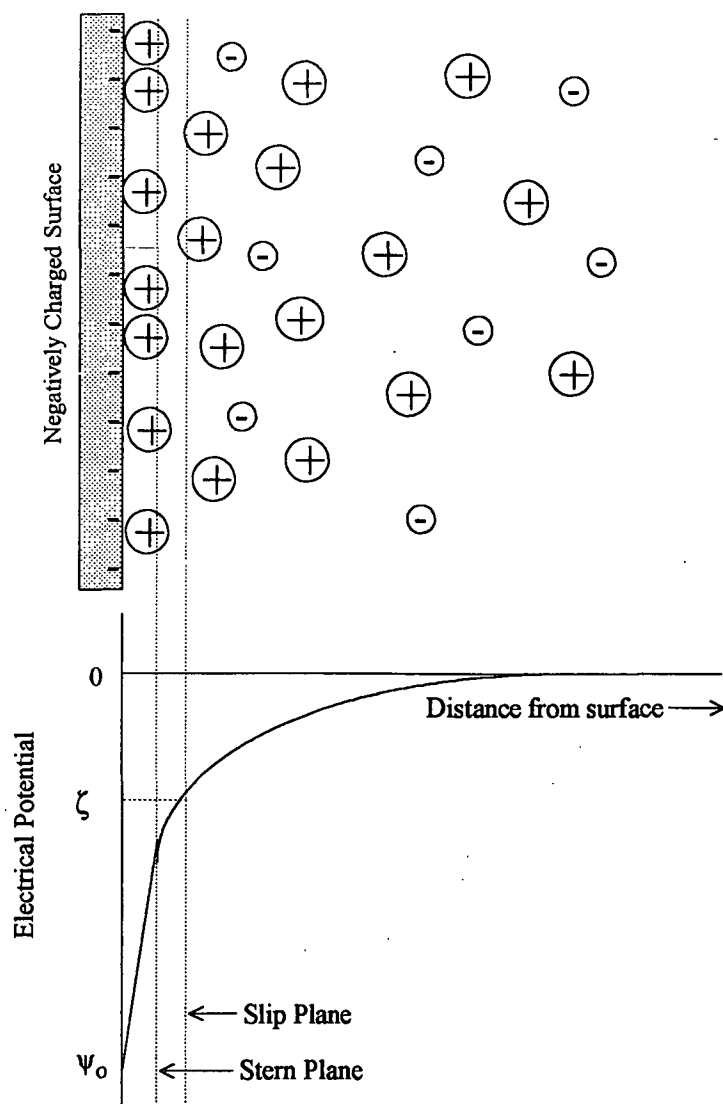 Negatively Charged Surface
0
Distance from surface
ζ
Electrical Potential
Slip Plane
Ψo
Stern Plane